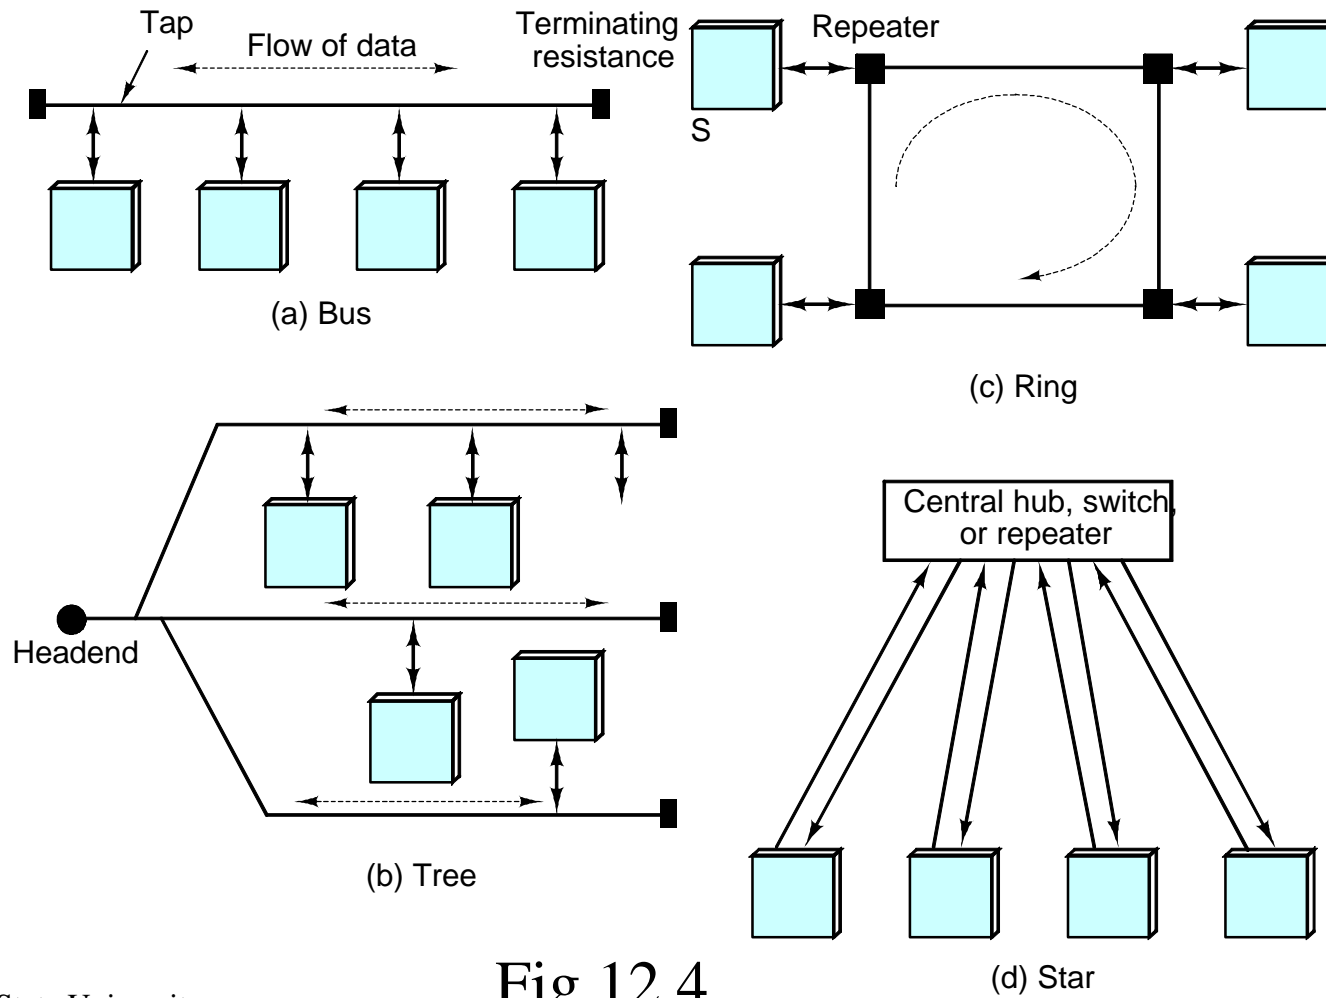 Tap
Flow of data
Terminating
resistance
(a) Bus
Repeater
S
(c) Ring
Headend
(b) Tree
Central hub, switch,
or repeater
(d) Star
Fig 12.4